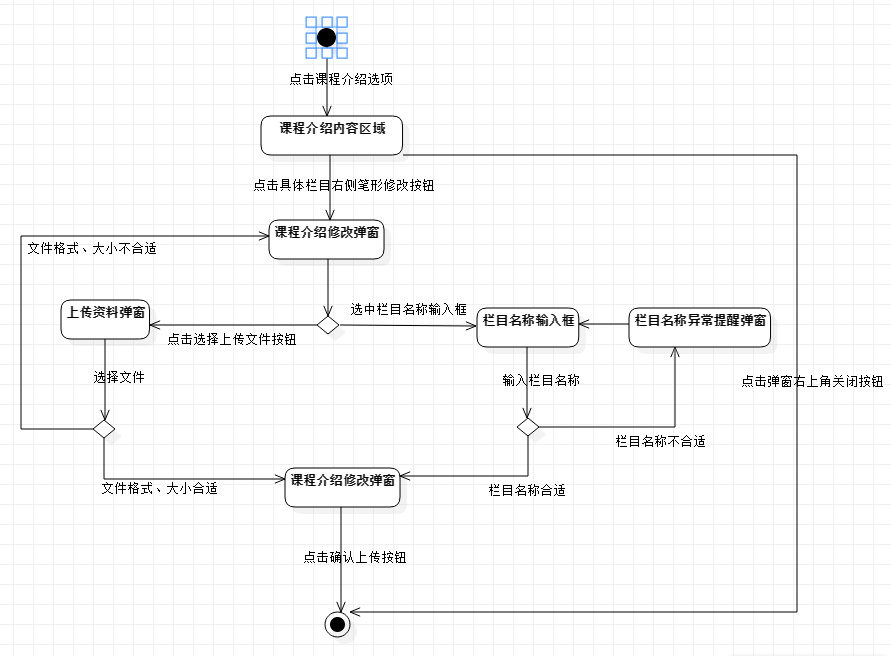 点击课程介绍选项
课程介绍内容区域
点击具体栏目右侧笔形修改按钮
课程介绍修改弹窗
文件格式、大小不合适
选中栏目名称输入框
上传资料弹窗
栏目名称输入框
栏目名称异常提醒弹窗
点击选择上传文件按钮
选择文件
输入栏目名称
点击弹窗右上角关闭按钮
栏目名称不合适
课程介绍修改弹窗
文件格式、大小合适
栏目名称合适
点击确认上传按钮